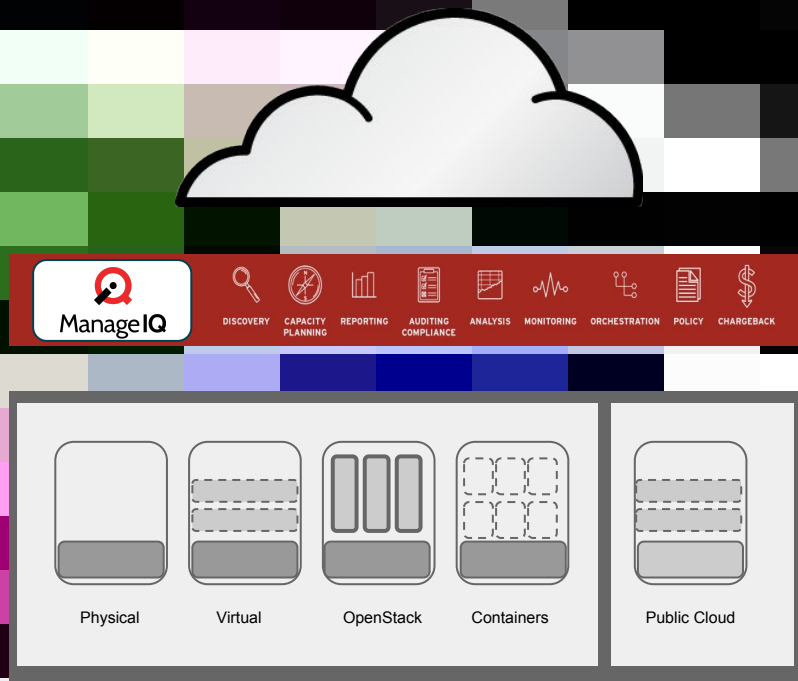 ManageIQ
DISCOVERY
CAPACITY
PLANNING
REPORTING
AUDITING
COMPLIANCE
ANALYSIS
MONITORING
ORCHESTRATION
POLICY
CHARGEBACK
Physical
Virtual
OpenStack
Containers
Public Cloud